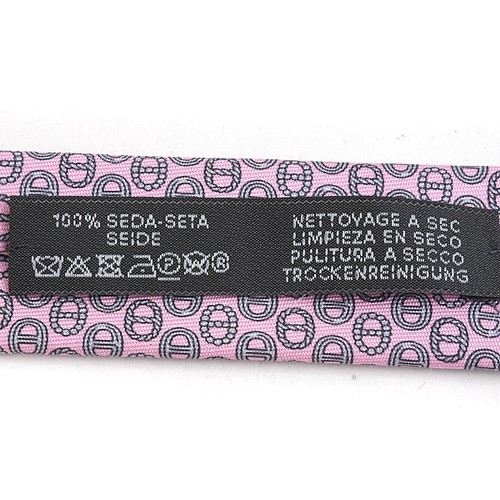 100% SEDA-SETA
SEIDE
NETTOYAGE A SEC
LIMPIEZA EN SECO
PULITURA A SECCO
TROCKENREINIGUNG